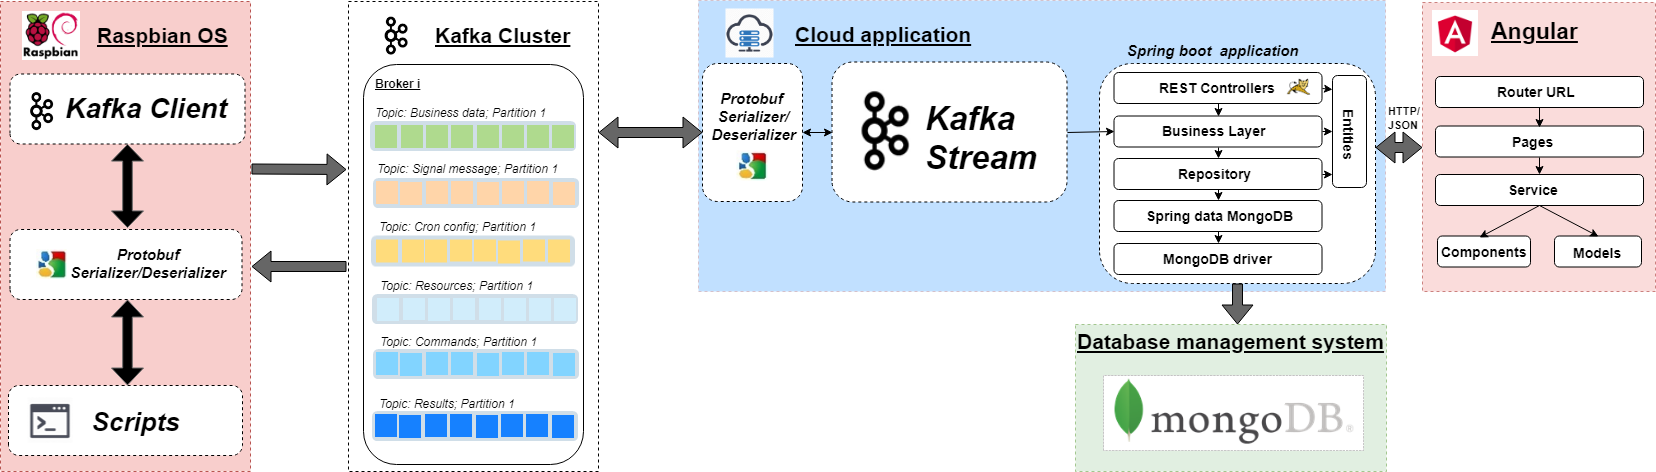 Raspbian
Raspbian OS
Kafka Client
Protobuf
Serializer/Deserializer
Scripts
Kafka Cluster
Broker i
Topic: Business data; Partition 1
Topic: Signal message; Partition 1
Topic: Cron config; Partition 1
Topic: Resources; Partition 1
Topic: Commands; Partition 1
Topic: Results; Partition 1
Cloud application
Protobuf
Serializer/
Deserializer
Kafka
Stream
Spring boot application
REST Controllers
Business Layer
Repository
Spring data MongoDB
MongoDB driver
Entities
HTTP/
JSON
Angular
Router URL
Pages
Service
Components
Models
Database management system
mongoDB®